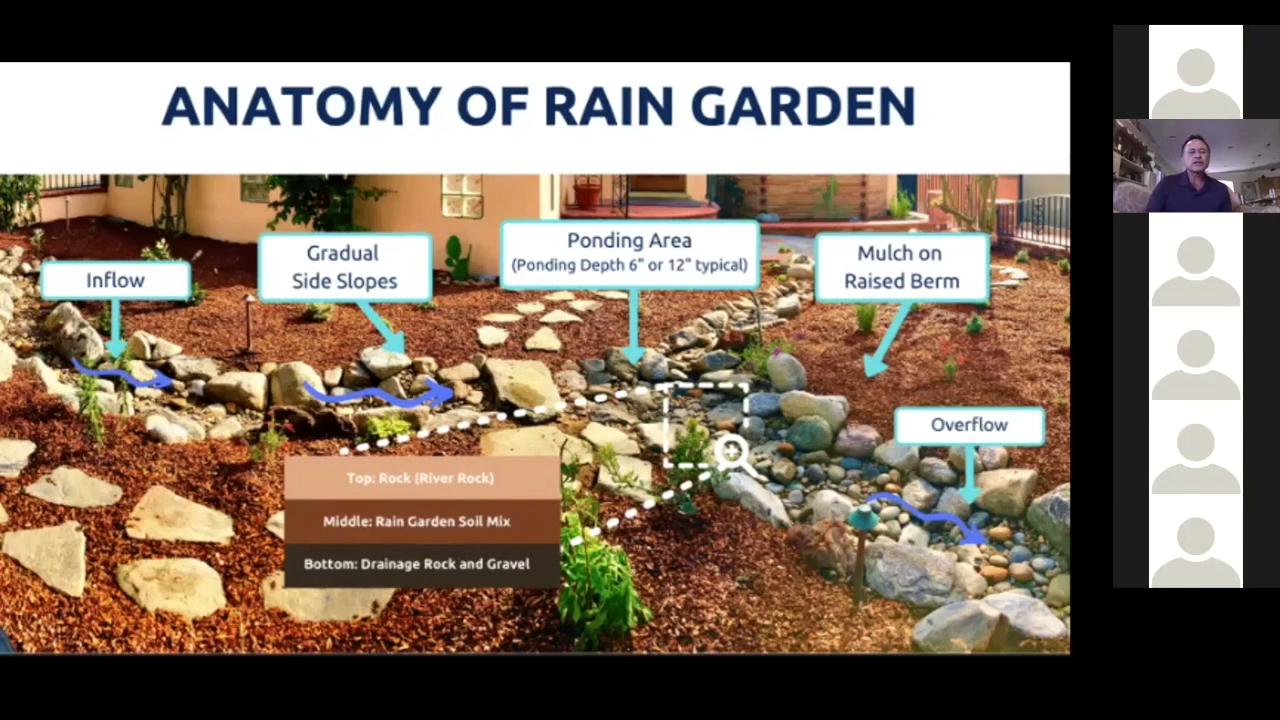 ANATOMY OF RAIN GARDEN
Inflow
Gradual
Side Slopes
Ponding Area
(Ponding Depth 6" or 12" typical)
Mulch on
Raised Berm
Overflow
Top: Rock (River Rock)
Middle: Rain Garden Soil Mix
Bottom: Drainage Rock and Gravel